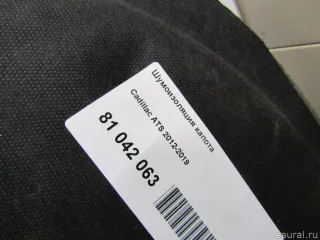 Шумоизоляция капота
Cadillac ATS 2012-2019
81 042 063
eaural.ru